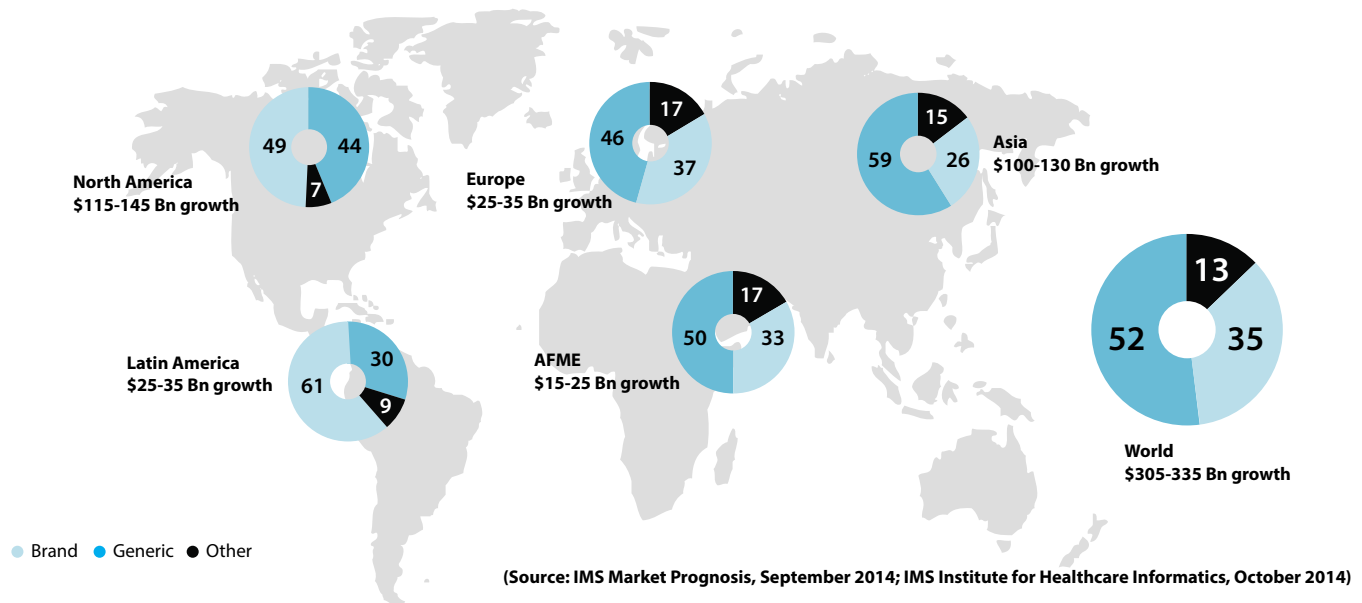 49
44
7
North America
$115-145 Bn growth
17
46
37
Europe
$25-35 Bn growth
15
59
26
Asia
$100-130 Bn growth
30
61
9
Latin America
$25-35 Bn growth
17
50
33
AFME
$15-25 Bn growth
13
52
35
World
$305-335 Bn growth
Brand Generic Other
(Source: IMS Market Prognosis, September 2014; IMS Institute for Healthcare Informatics, October 2014)